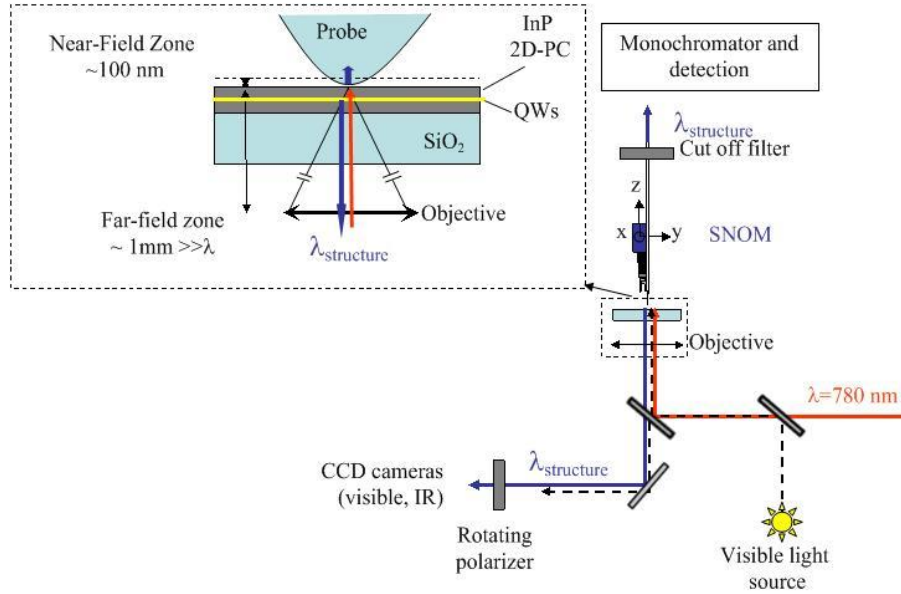 Near-Field Zone
~100 nm
Probe
InP
2D-PC
QWs
SiO₂
Far-field zone
~ 1mm >>λ
Objective
λstructure
Monochromator and
detection
λstructure
Cut off filter
z
x
y
SNOM
Objective
λ=780 nm
λstructure
CCD cameras
(visible, IR)
Rotating
polarizer
Visible light
source